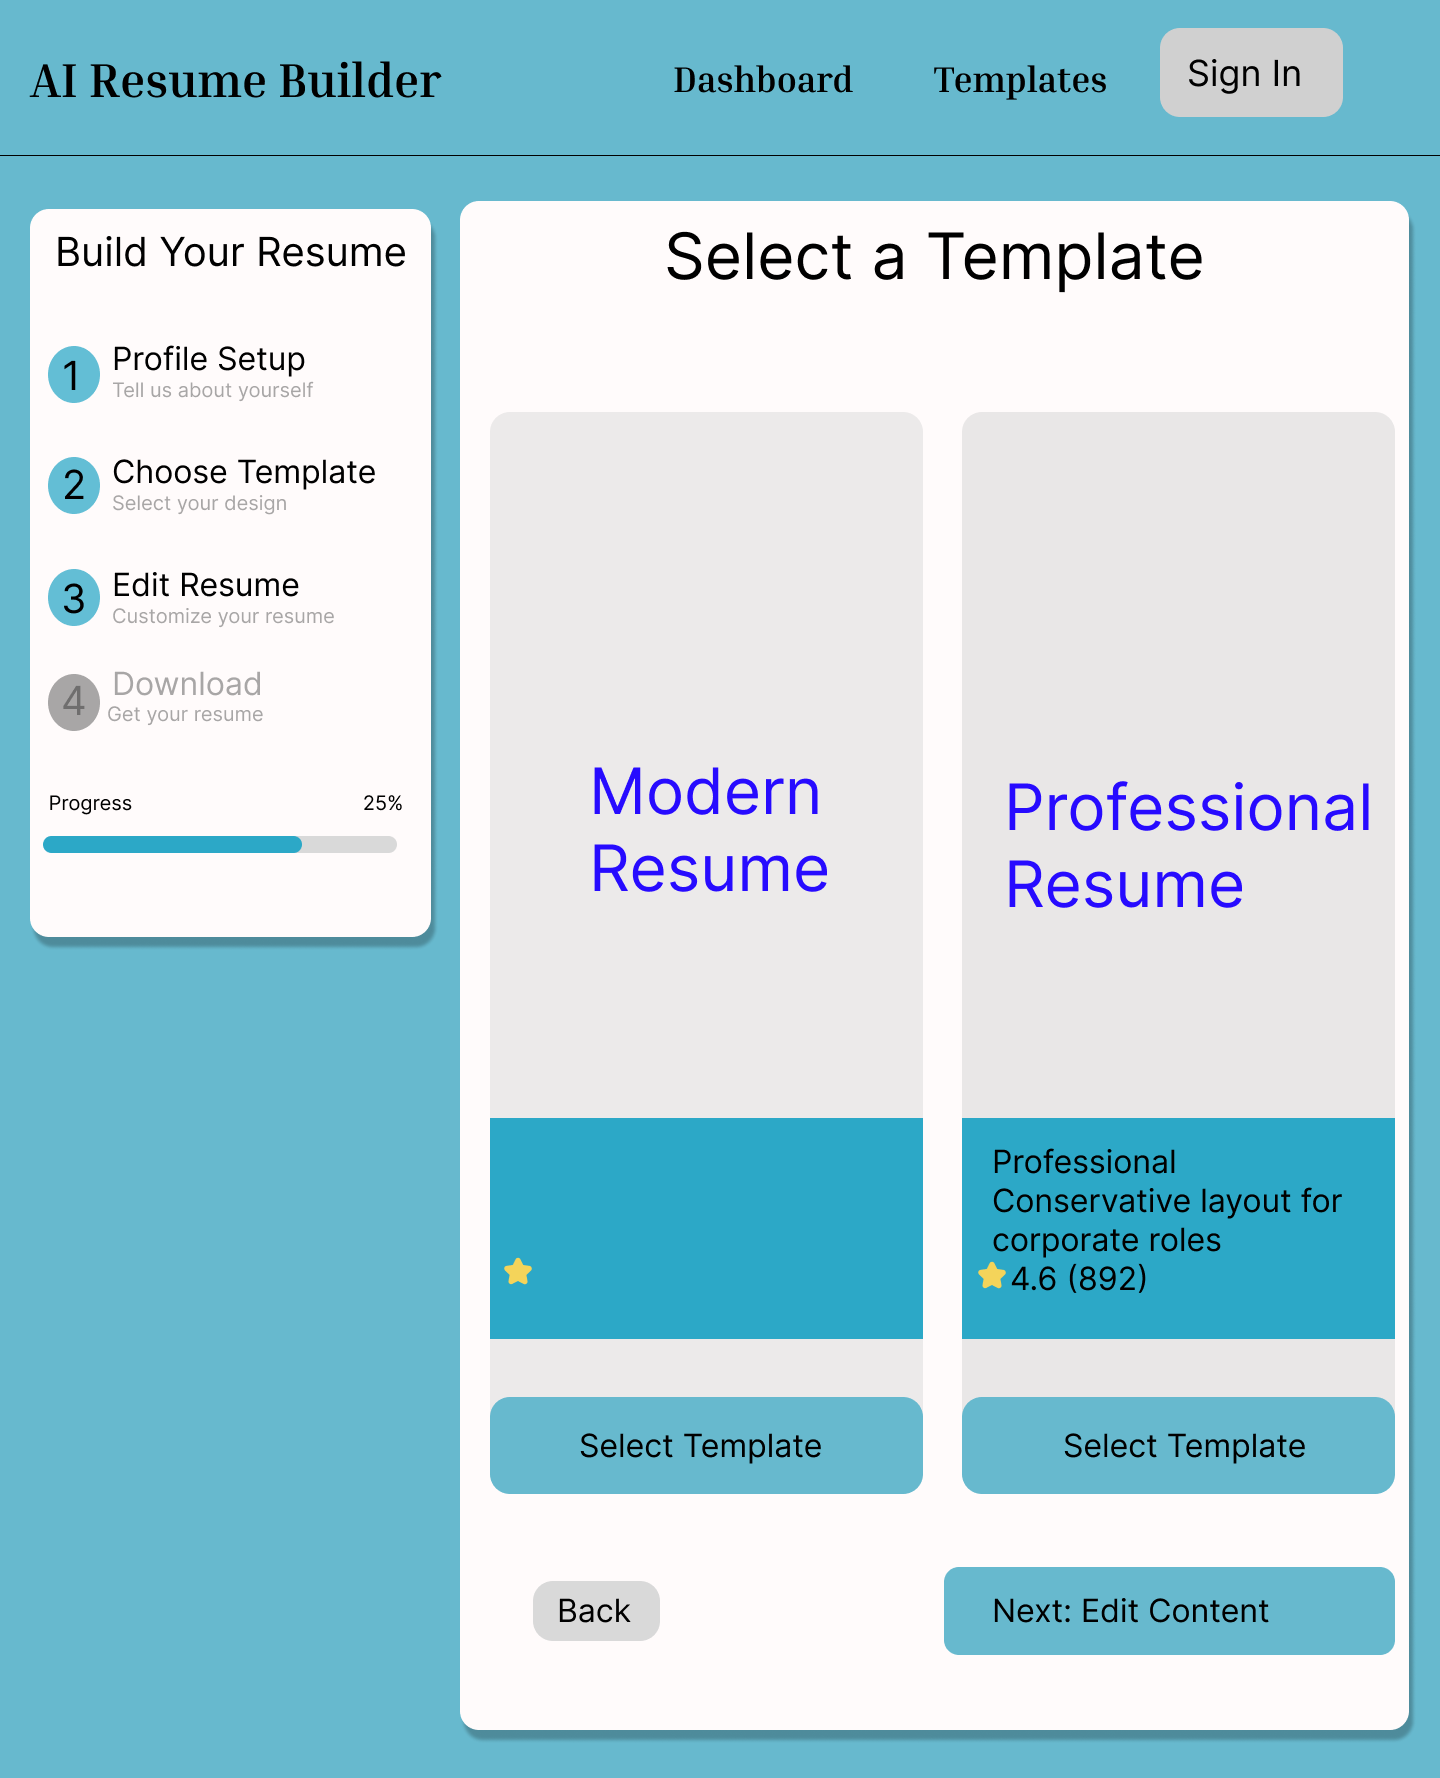 AI Resume Builder
Dashboard
Templates
Sign In
Build Your Resume
1
Profile Setup
Tell us about yourself
2
Choose Template
Select your design
3
Edit Resume
Customize your resume
4
Download
Get your resume
Progress
25%
Select a Template
Modern
Resume
Professional
Resume
Professional
Conservative layout for
corporate roles
4.6 (892)
Select Template
Select Template
Back
Next: Edit Content